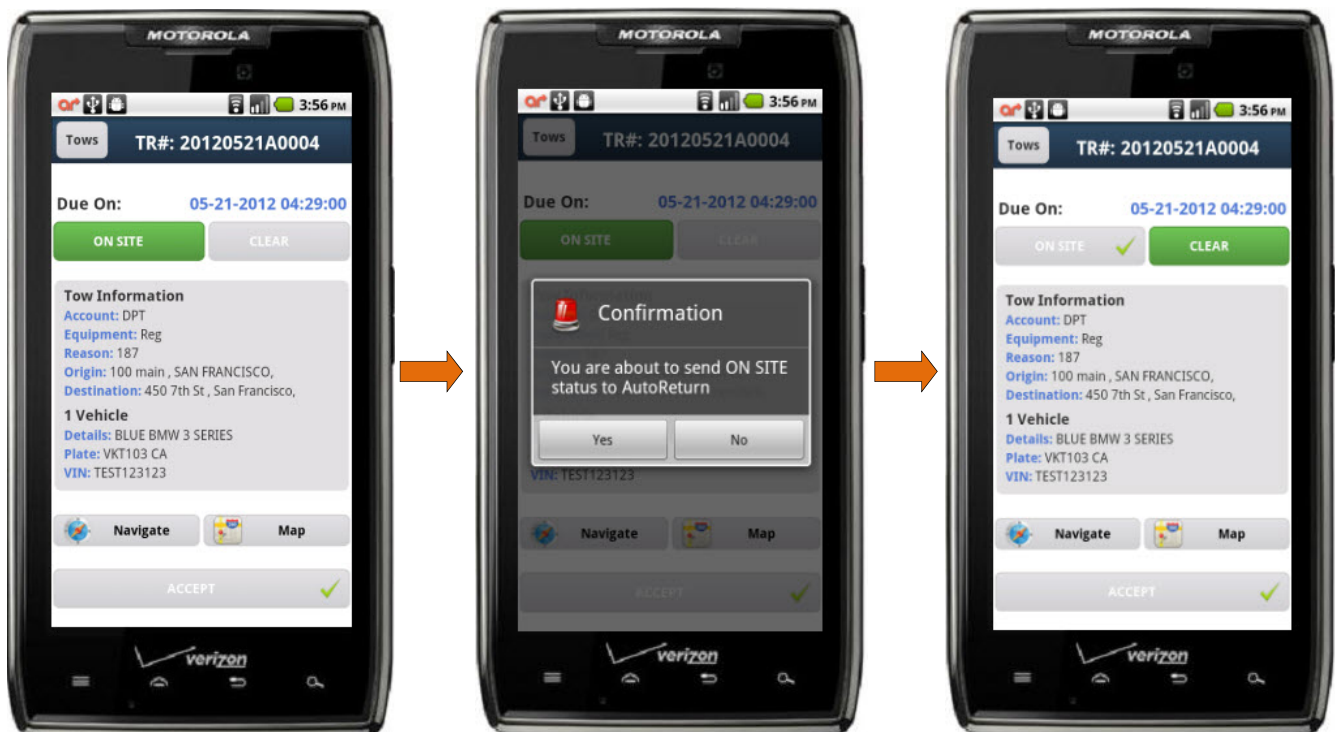 MOTOROLA
3:56 PM
Tows
TR#: 20120521A0004
Due On: 05-21-2012 04:29:00
ON SITE CLEAR
Tow Information
Account: DPT
Equipment: Reg
Reason: 187
Origin: 100 main , SAN FRANCISCO,
Destination: 450 7th St , San Francisco,
1 Vehicle
Details: BLUE BMW 3 SERIES
Plate: VKT103 CA
VIN: TEST123123
Navigate Map
ACCEPT
verizon
MOTOROLA
3:56 PM
Tows
TR#: 20120521A0004
Due On: 05-21-2012 04:29:00
ON SITE CLEAR
Confirmation
You are about to send ON SITE
status to AutoReturn
Yes No
VIN: TEST123123
Navigate Map
ACCEPT
verizon
MOTOROLA
3:56 PM
Tows
TR#: 20120521A0004
Due On: 05-21-2012 04:29:00
ON SITE CLEAR
Tow Information
Account: DPT
Equipment: Reg
Reason: 187
Origin: 100 main , SAN FRANCISCO,
Destination: 450 7th St , San Francisco,
1 Vehicle
Details: BLUE BMW 3 SERIES
Plate: VKT103 CA
VIN: TEST123123
Navigate Map
ACCEPT
verizon